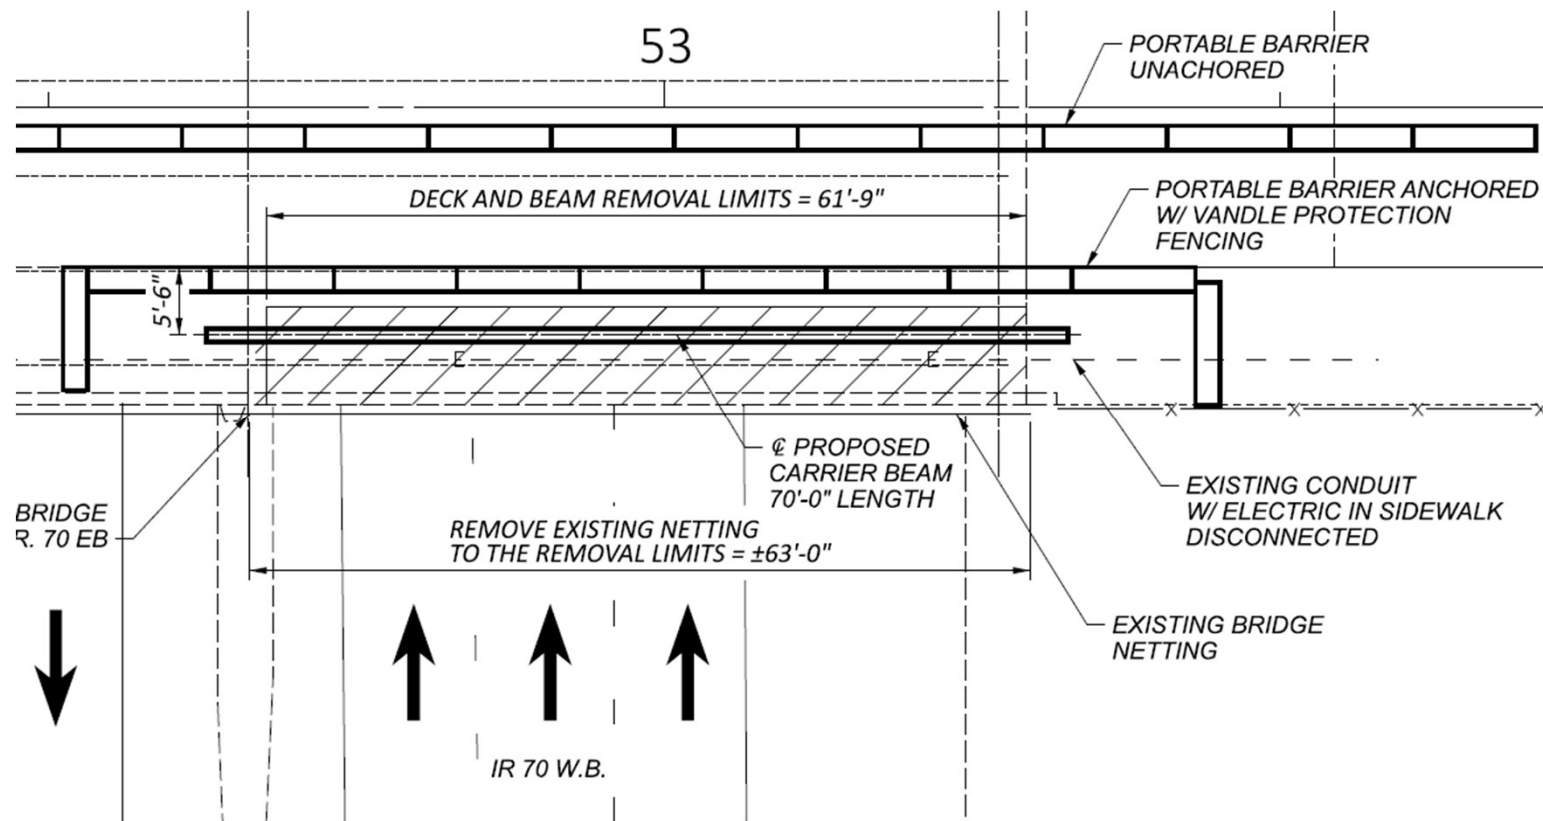 53
PORTABLE BARRIER
UNACHORED
DECK AND BEAM REMOVAL LIMITS = 61'-9"
PORTABLE BARRIER ANCHORED
W/ VANDLE PROTECTION
FENCING
5'-6"
E
E
℄ PROPOSED
CARRIER BEAM
70'-0" LENGTH
EXISTING CONDUIT
W/ ELECTRIC IN SIDEWALK
DISCONNECTED
BRIDGE
R. 70 EB
REMOVE EXISTING NETTING
TO THE REMOVAL LIMITS = ±63'-0"
EXISTING BRIDGE
NETTING
IR 70 W.B.